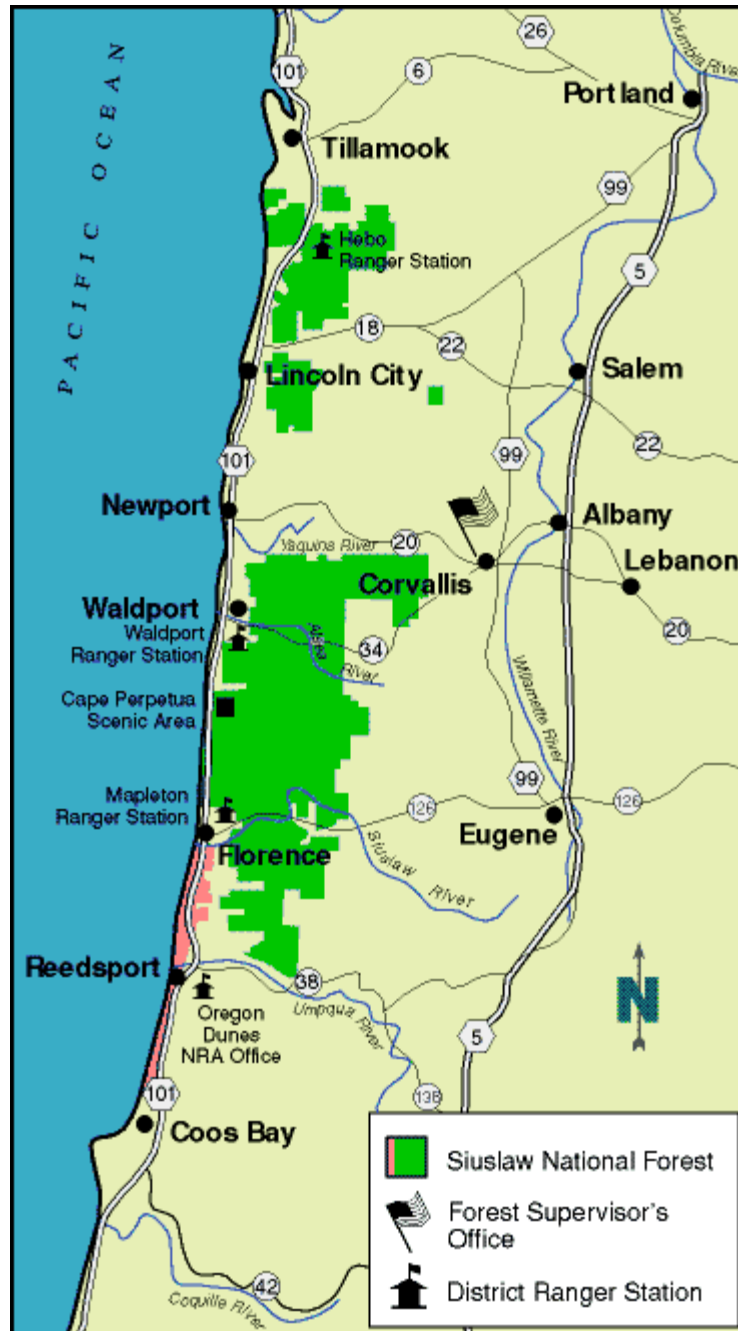 Columbia River
26
101
6
Portland
Tillamook
99
PACIFIC OCEAN
Hebo
Ranger Station
5
18
22
Lincoln City
Salem
99
22
101
Newport
Albany
Yaquina River
20
Corvallis
Lebanon
Waldport
20
Waldport
Ranger Station
34
Alsea
River
Willamette River
Cape Perpetua
Scenic Area
99
Mapleton
Ranger Station
126
126
Eugene
Florence
Siuslaw River
Reedsport
38
Oregon
Dunes
NRA Office
Umpqua
River
N
5
101
138
Coos Bay
Siuslaw National Forest
Forest Supervisor's
Office
42
District Ranger Station
Coquille River